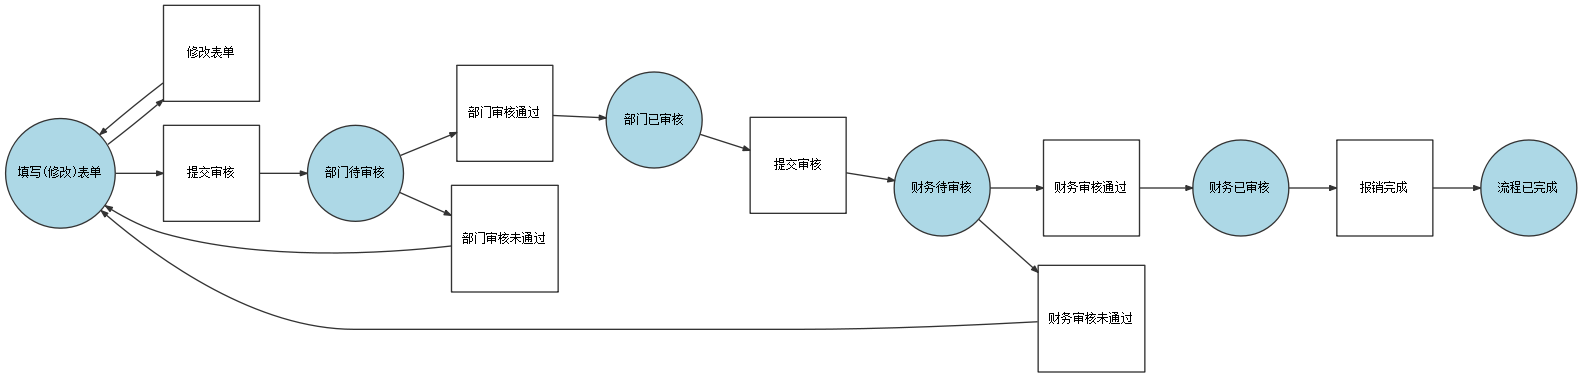 修改表单
填写(修改)表单
提交审核
部门待审核
部门审核通过
部门审核未通过
部门已审核
提交审核
财务待审核
财务审核通过
财务审核未通过
财务已审核
报销完成
流程已完成